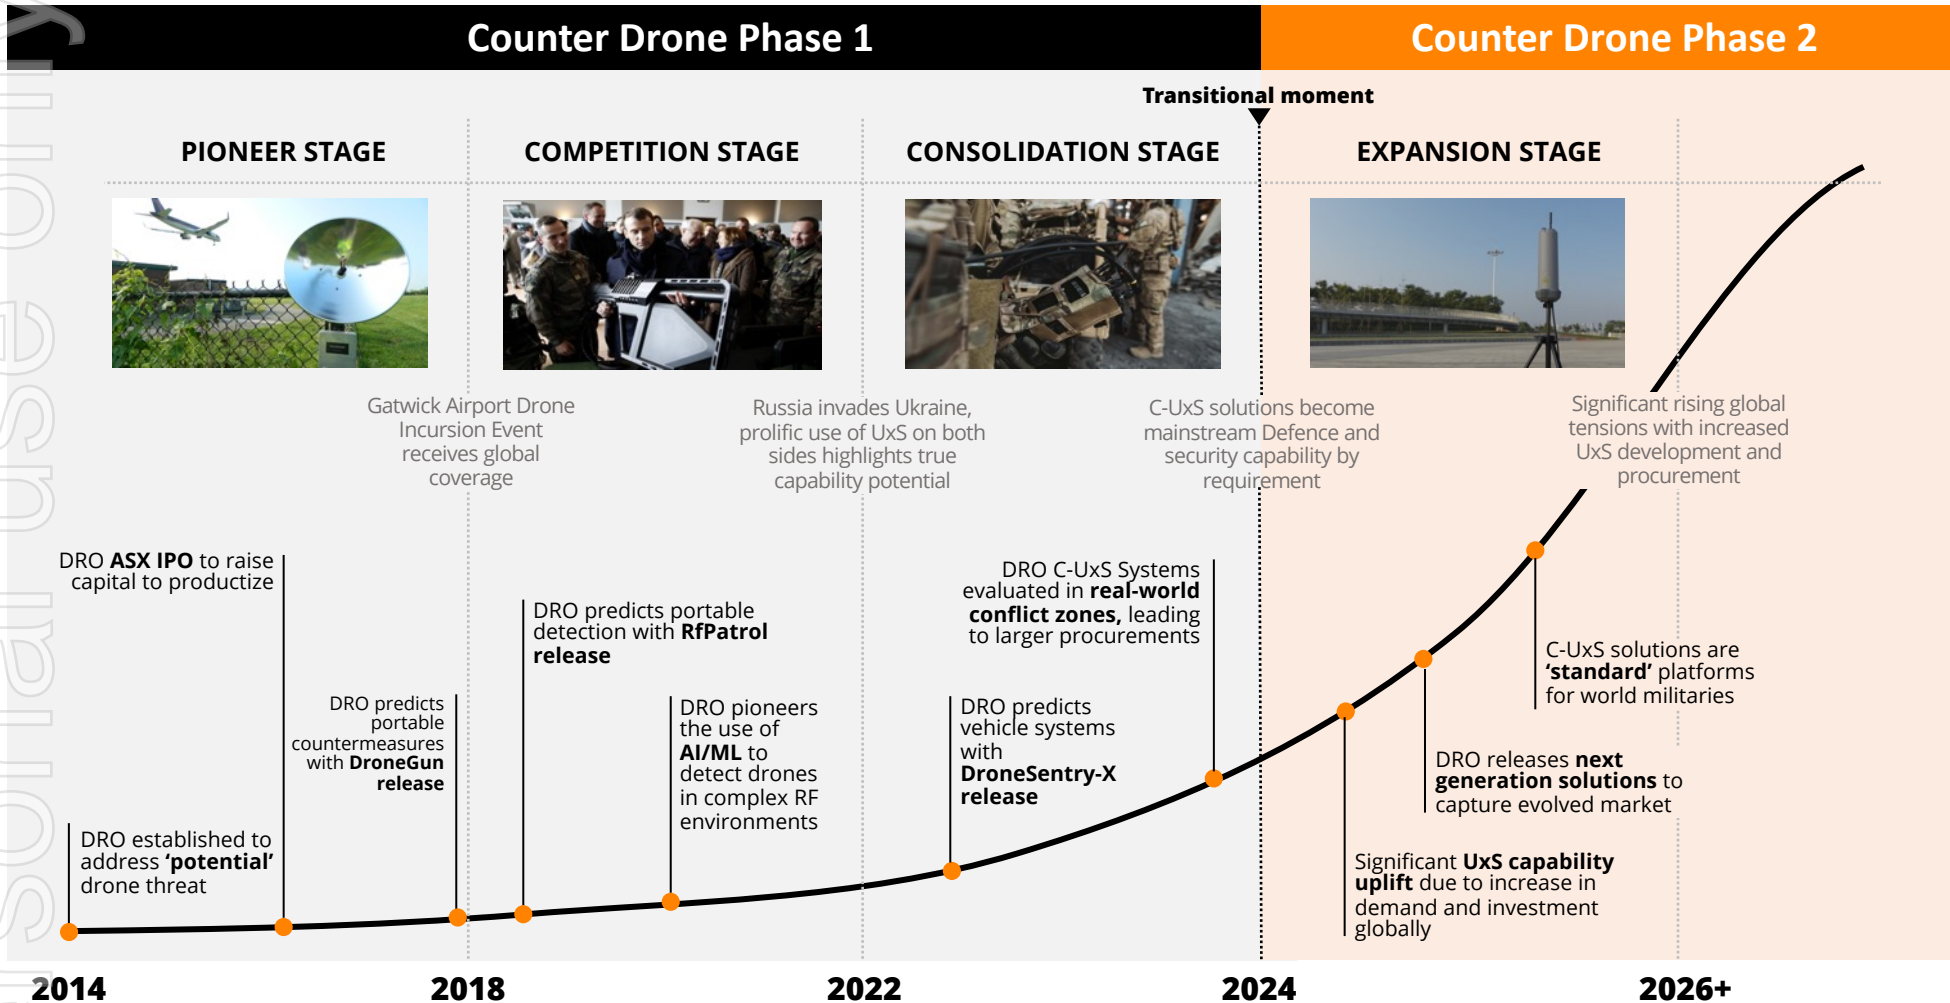 Counter Drone Phase 1
Counter Drone Phase 2
Transitional moment
PIONEER STAGE
COMPETITION STAGE
CONSOLIDATION STAGE
EXPANSION STAGE
Gatwick Airport Drone
Incursion Event
receives global
coverage
Russia invades Ukraine,
prolific use of UxS on both
sides highlights true
capability potential
C-UxS solutions become
mainstream Defence and
security capability by
requirement
Significant rising global
tensions with increased
UxS development and
procurement
DRO ASX IPO to raise
capital to productize
DRO predicts portable
detection with RfPatrol
release
DRO C-UxS Systems
evaluated in real-world
conflict zones, leading
to larger procurements
C-UxS solutions are
‘standard’ platforms
for world militaries
DRO predicts
portable
countermeasures
with DroneGun
release
DRO pioneers
the use of
AI/ML to
detect drones
in complex RF
environments
DRO predicts
vehicle systems
with
DroneSentry-X
release
DRO releases next
generation solutions to
capture evolved market
DRO established to
address ‘potential’
drone threat
Significant UxS capability
uplift due to increase in
demand and investment
globally
2014
2018
2022
2024
2026+
sonal use only